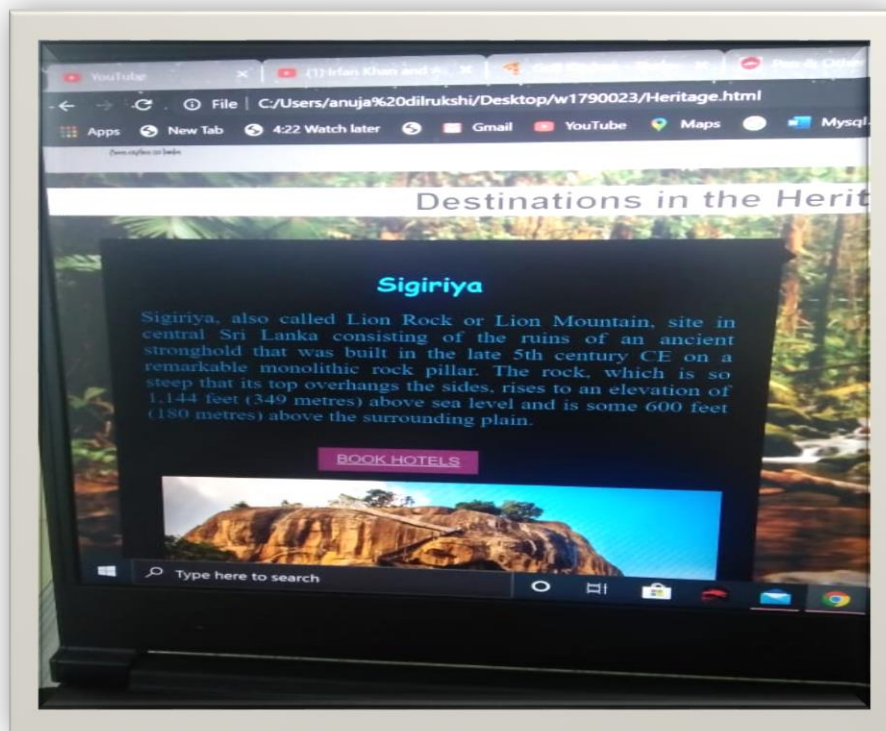 YouTube
(1) Irfan Khan and
File C:/Users/anuja%20dilrukshi/Desktop/w1790023/Heritage.html
Apps New Tab 4:22 Watch later Gmail YouTube Maps Mysql
Destinations in the Herit
Sigiriya
Sigiriya, also called Lion Rock or Lion Mountain, site in
central Sri Lanka consisting of the ruins of an ancient
stronghold that was built in the late 5th century CE on a
remarkable monolithic rock pillar. The rock, which is so
steep that its top overhangs the sides, rises to an elevation of
1,144 feet (349 metres) above sea level and is some 600 feet
(180 metres) above the surrounding plain.
BOOK HOTELS
Type here to search